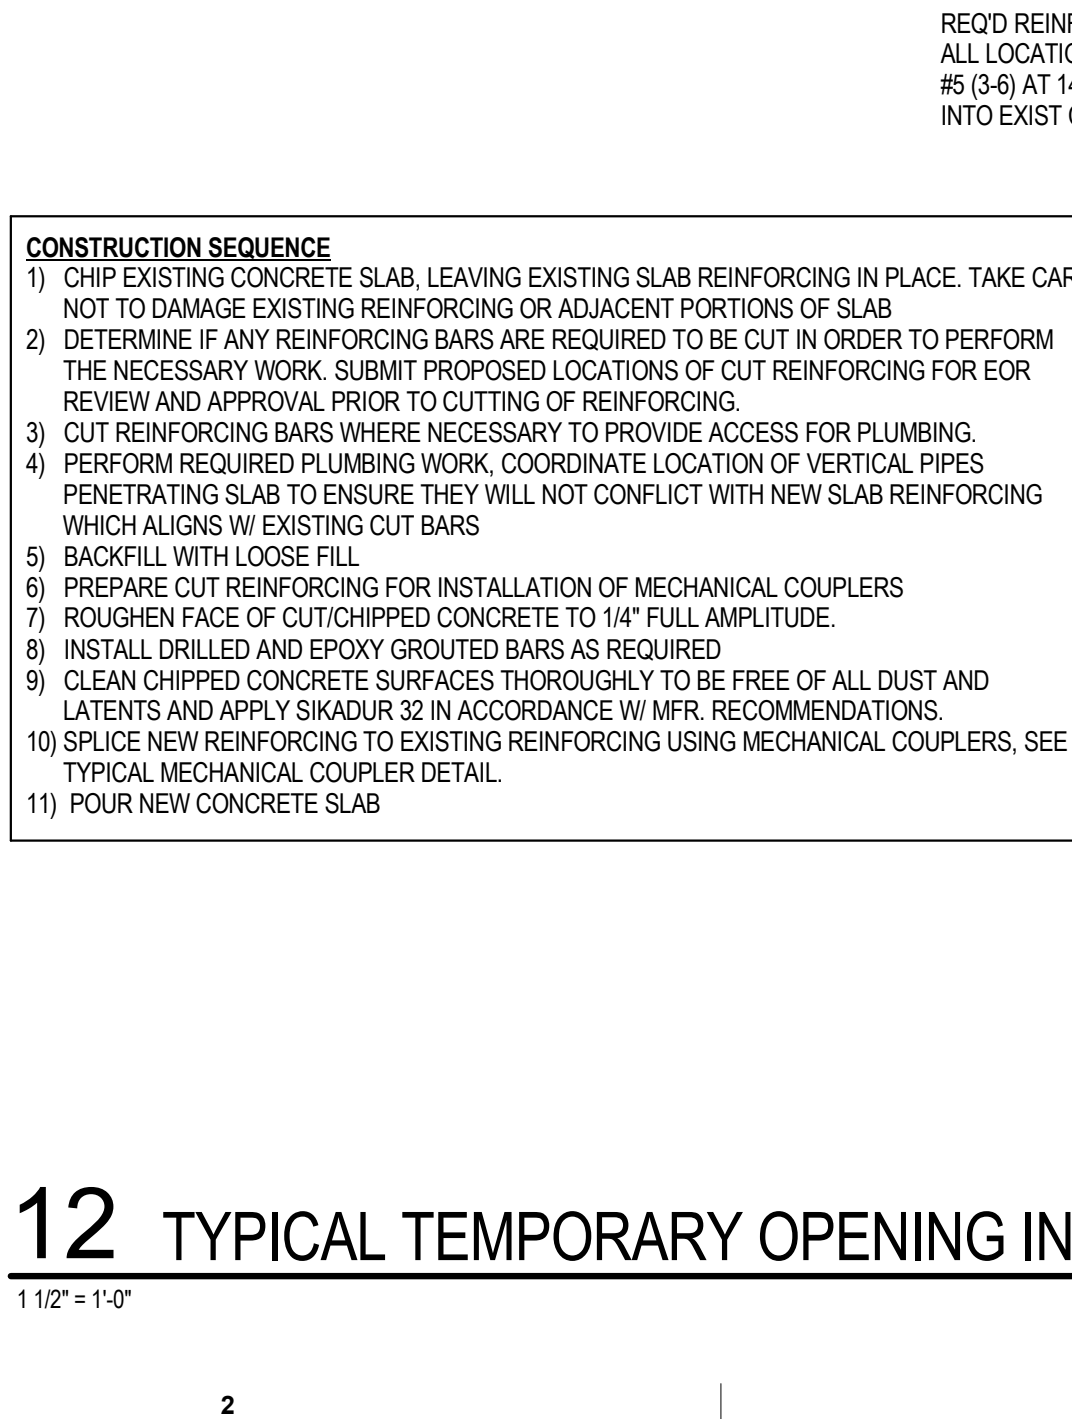 REQ'D REINF
ALL LOCATIO
#5 (3-6) AT 14
INTO EXIST
CONSTRUCTION SEQUENCE
1) CHIP EXISTING CONCRETE SLAB, LEAVING EXISTING SLAB REINFORCING IN PLACE. TAKE CAR
NOT TO DAMAGE EXISTING REINFORCING OR ADJACENT PORTIONS OF SLAB
2) DETERMINE IF ANY REINFORCING BARS ARE REQUIRED TO BE CUT IN ORDER TO PERFORM
THE NECESSARY WORK. SUBMIT PROPOSED LOCATIONS OF CUT REINFORCING FOR EOR
REVIEW AND APPROVAL PRIOR TO CUTTING OF REINFORCING.
3) CUT REINFORCING BARS WHERE NECESSARY TO PROVIDE ACCESS FOR PLUMBING.
4) PERFORM REQUIRED PLUMBING WORK, COORDINATE LOCATION OF VERTICAL PIPES
PENETRATING SLAB TO ENSURE THEY WILL NOT CONFLICT WITH NEW SLAB REINFORCING
WHICH ALIGNS W/ EXISTING CUT BARS
5) BACKFILL WITH LOOSE FILL
6) PREPARE CUT REINFORCING FOR INSTALLATION OF MECHANICAL COUPLERS
7) ROUGHEN FACE OF CUT/CHIPPED CONCRETE TO 1/4" FULL AMPLITUDE.
8) INSTALL DRILLED AND EPOXY GROUTED BARS AS REQUIRED
9) CLEAN CHIPPED CONCRETE SURFACES THOROUGHLY TO BE FREE OF ALL DUST AND
LATENTS AND APPLY SIKADUR 32 IN ACCORDANCE W/ MFR. RECOMMENDATIONS.
10) SPLICE NEW REINFORCING TO EXISTING REINFORCING USING MECHANICAL COUPLERS, SEE
TYPICAL MECHANICAL COUPLER DETAIL.
11) POUR NEW CONCRETE SLAB
12 TYPICAL TEMPORARY OPENING IN
1 1/2" = 1'-0"
2